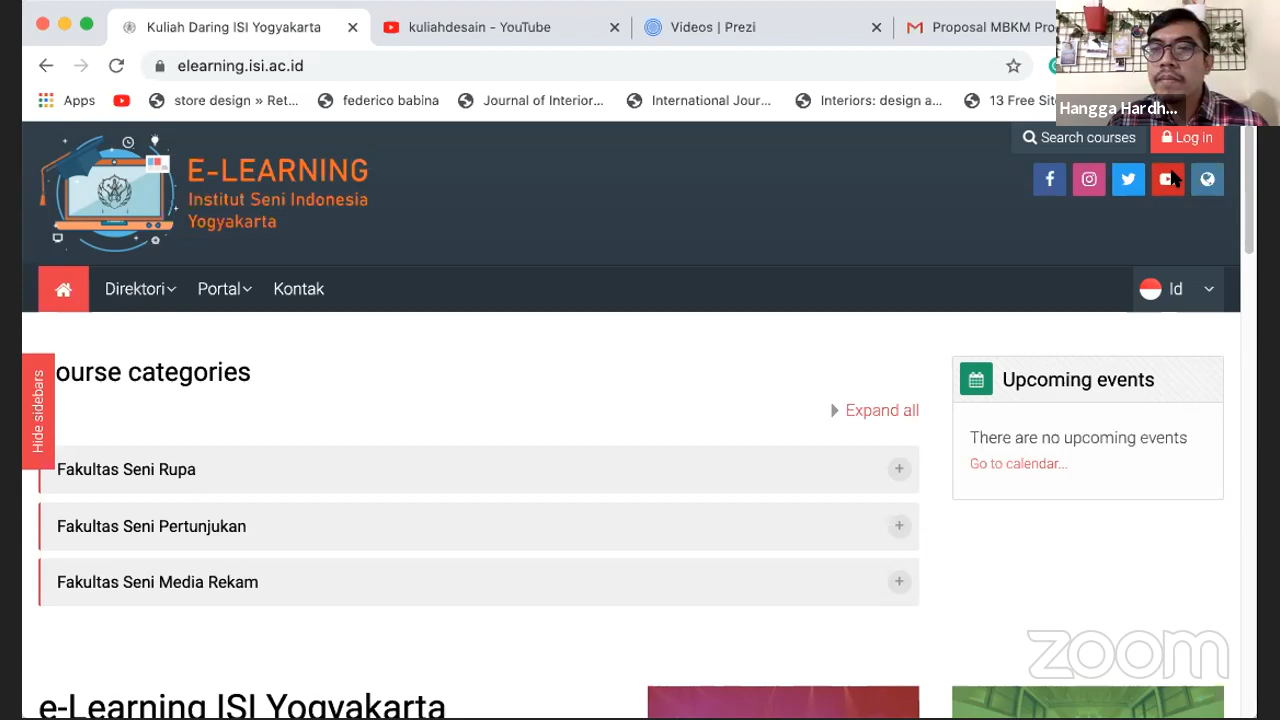 Kuliah Daring ISI Yogyakarta
kuliahdesain - YouTube
Videos | Prezi
Proposal MBKM Pro
elearning.isi.ac.id
Apps
store design » Ret...
federico babina
Journal of Interior...
International Jour...
Interiors: design a...
13 Free
Hangga Hardh...
E-LEARNING
Institut Seni Indonesia
Yogyakarta
Search courses
Log in
Direktori
Portal
Kontak
Id
Hide sidebars
ourse categories
Expand all
Fakultas Seni Rupa
Fakultas Seni Pertunjukan
Fakultas Seni Media Rekam
Upcoming events
There are no upcoming events
Go to calendar...
zoom
e-Learning ISI Yogyakarta